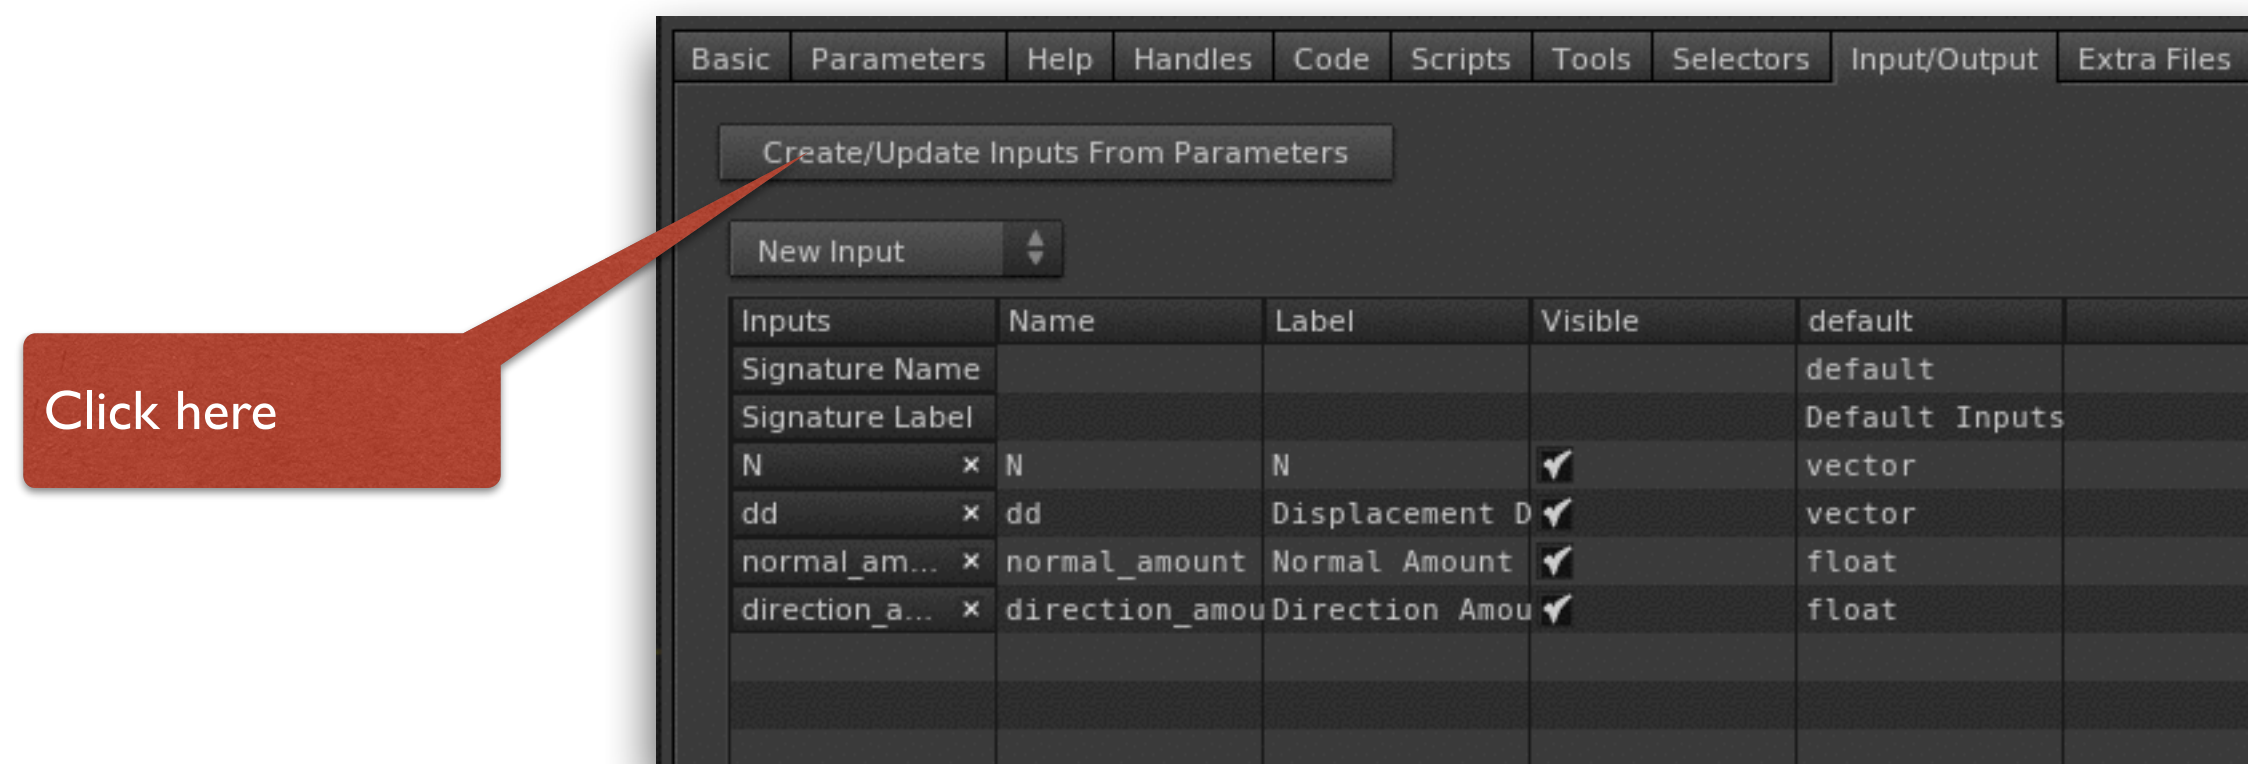 Basic Parameters Help Handles Code Scripts Tools Selectors Input/Output Extra Files
Create/Update Inputs From Parameters
New Input
Click here
Inputs Name Label Visible default
Signature Name default
Signature Label Default Inputs
N × N N vector
dd × dd Displacement D vector
normal_am... × normal_amount Normal Amount float
direction_a... × direction_amou Direction Amou float